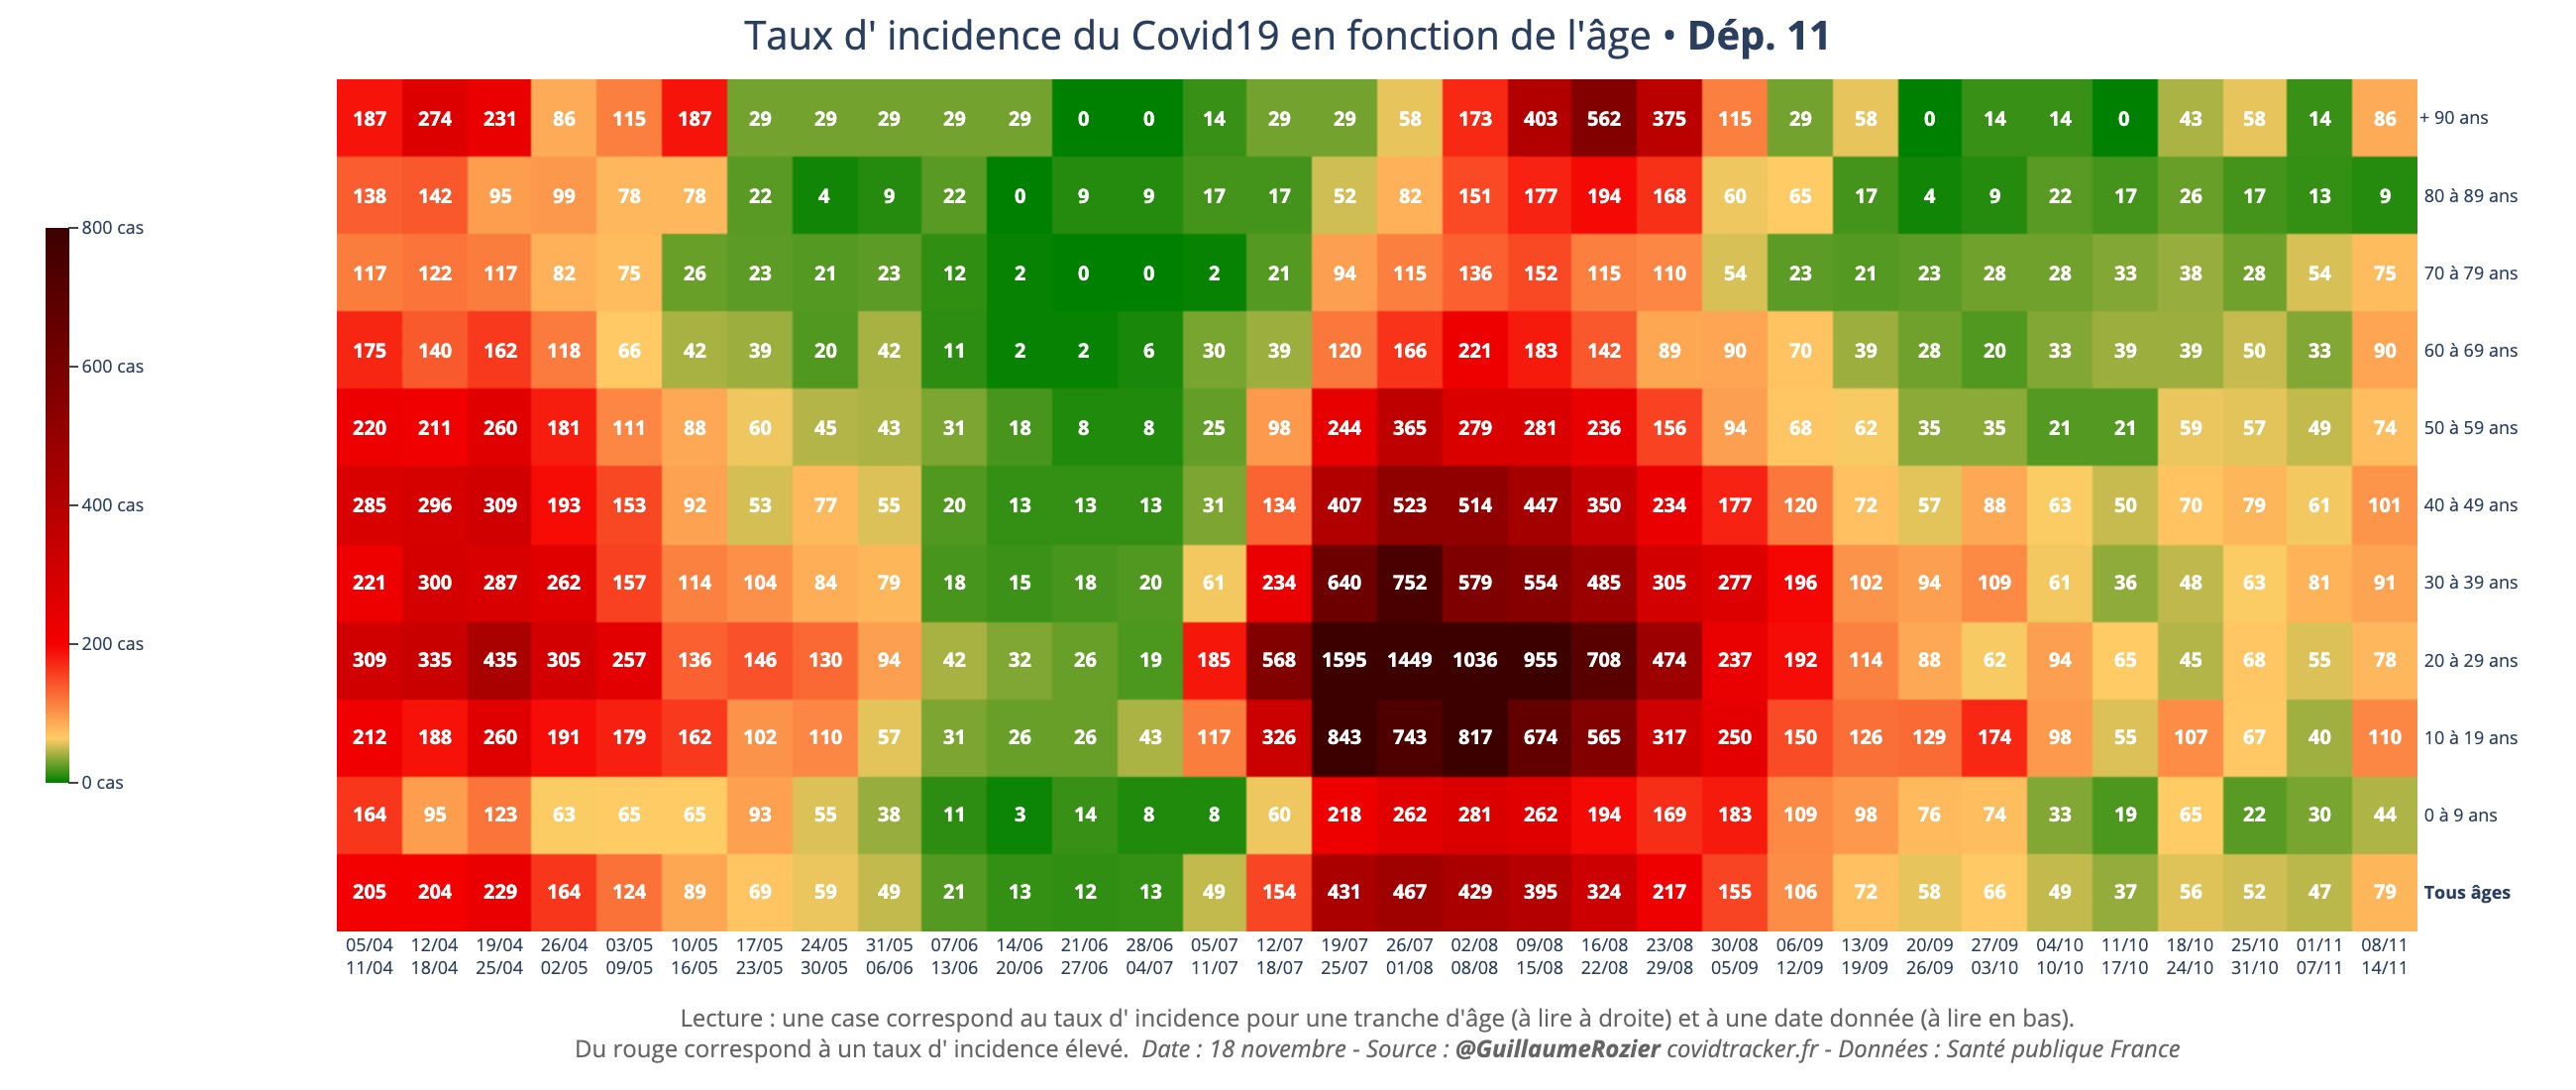 Taux d' incidence du Covid19 en fonction de l'âge • Dép. 11
800 cas
600 cas
400 cas
200 cas
0 cas
187 274 231 86 115 187 29 29 29 29 29 0 0 14 29 29 58 173 403 562 375 115 29 58 0 14 14 0 43 58 14 86 + 90 ans
138 142 95 99 78 78 22 4 9 22 0 9 9 17 17 52 82 151 177 194 168 60 65 17 4 9 22 17 26 17 13 9 80 à 89 ans
117 122 117 82 75 26 23 21 23 12 2 0 0 2 21 94 115 136 152 115 110 54 23 21 23 28 28 33 38 28 54 75 70 à 79 ans
175 140 162 118 66 42 39 20 42 11 2 2 6 30 39 120 166 221 183 142 89 90 70 39 28 20 33 39 39 50 33 90 60 à 69 ans
220 211 260 181 111 88 60 45 43 31 18 8 8 25 98 244 365 279 281 236 156 94 68 62 35 35 21 21 59 57 49 74 50 à 59 ans
285 296 309 193 153 92 53 77 55 20 13 13 13 31 134 407 523 514 447 350 234 177 120 72 57 88 63 50 70 79 61 101 40 à 49 ans
221 300 287 262 157 114 104 84 79 18 15 18 20 61 234 640 752 579 554 485 305 277 196 102 94 109 61 36 48 63 81 91 30 à 39 ans
309 335 435 305 257 136 146 130 94 42 32 26 19 185 568 1595 1449 1036 955 708 474 237 192 114 88 62 94 65 45 68 55 78 20 à 29 ans
212 188 260 191 179 162 102 110 57 31 26 26 43 117 326 843 743 817 674 565 317 250 150 126 129 174 98 55 107 67 40 110 10 à 19 ans
164 95 123 63 65 65 93 55 38 11 3 14 8 8 60 218 262 281 262 194 169 183 109 98 76 74 33 19 65 22 30 44 0 à 9 ans
205 204 229 164 124 89 69 59 49 21 13 12 13 49 154 431 467 429 395 324 217 155 106 72 58 66 49 37 56 52 47 79 Tous âges
05/04 12/04 19/04 26/04 03/05 10/05 17/05 24/05 31/05 07/06 14/06 21/06 28/06 05/07 12/07 19/07 26/07 02/08 09/08 16/08 23/08 30/08 06/09 13/09 20/09 27/09 04/10 11/10 18/10 25/10 01/11 08/11
11/04 18/04 25/04 02/05 09/05 16/05 23/05 30/05 06/06 13/06 20/06 27/06 04/07 11/07 18/07 25/07 01/08 08/08 15/08 22/08 29/08 05/09 12/09 19/09 26/09 03/10 10/10 17/10 24/10 31/10 07/11 14/11
Lecture : une case correspond au taux d' incidence pour une tranche d'âge (à lire à droite) et à une date donnée (à lire en bas).
Du rouge correspond à un taux d' incidence élevé. Date : 18 novembre - Source : @GuillaumeRozier covidtracker.fr - Données : Santé publique France